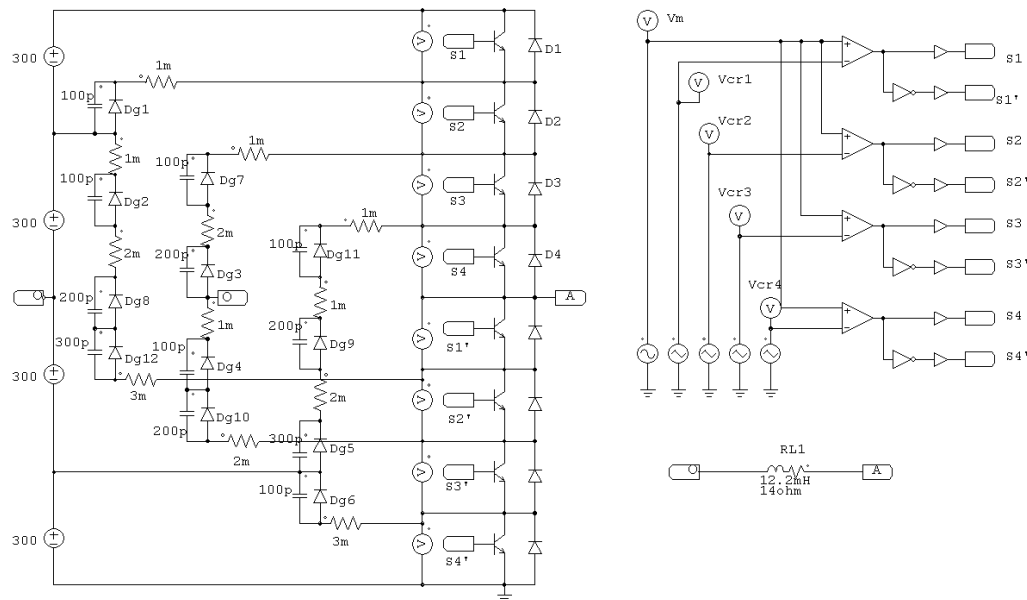 300
300
300
300
100p
Dg1
1m
1m
100p
Dg2
2m
200p
Dg8
300p
Dg12
3m
O
100p
Dg7
1m
2m
200p
Dg3
O
1m
100p
Dg4
200p
Dg10
2m
1m
100p
Dg11
1m
200p
Dg9
2m
300p
Dg5
100p
Dg6
3m
V
V
V
V
V
V
V
V
S1
S2
S3
S4
S1'
S2'
S3'
S4'
D1
D2
D3
D4
A
V
Vm
V
Vcr1
V
Vcr2
V
Vcr3
V
Vcr4
S1
S1'
S2
S2'
S3
S3'
S4
S4'
RL1
O
A
12.2mH
14ohm